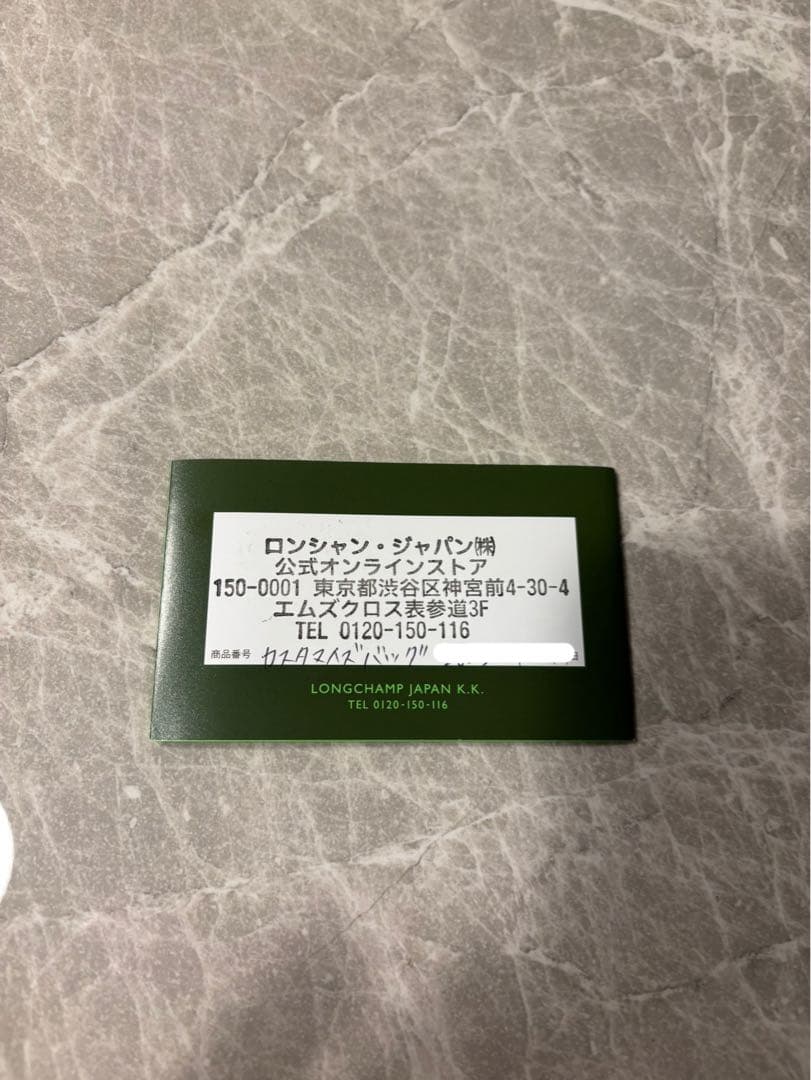 ロンシャン・ジャパン㈱
公式オンラインストア
150-0001 東京都渋谷区神宮前4-30-4
エムズクロス表参道3F
TEL 0120-150-116
商品番号 カスタマイズバッグ
LONGCHAMP JAPAN K.K.
TEL 0120-150-116